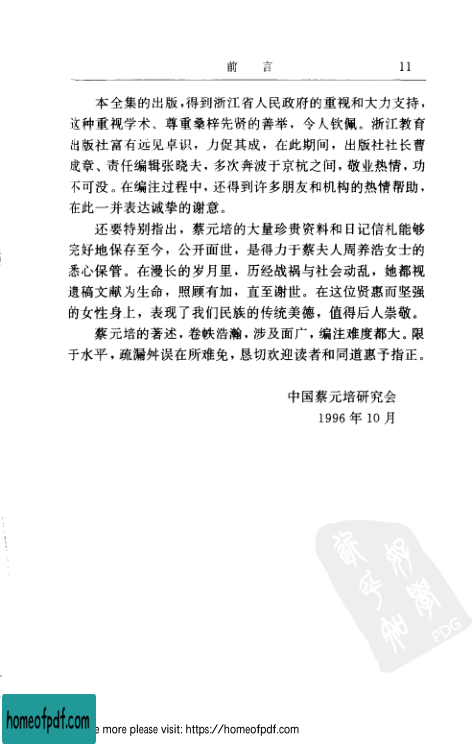 前　言　11
本全集的出版，得到浙江省人民政府的重视和大力支持，
这种重视学术、尊重桑梓先贤的善举，令人钦佩。浙江教育
出版社富有远见卓识，力促其成，在此期间，出版社社长曹
成章、责任编辑张晓夫，多次奔波于京杭之间，敬业热情，功
不可没。在编注过程中，还得到许多朋友和机构的热情帮助，
在此一并表达诚挚的谢意。
还要特别指出，蔡元培的大量珍贵资料和日记信札能够
完好地保存至今，公开面世，是得力于蔡夫人周养浩女士的
悉心保管。在漫长的岁月里，历经战祸与社会动乱，她都视
遗稿文献为生命，照顾有加，直至谢世。在这位贤惠而坚强
的女性身上，表现了我们民族的传统美德，值得后人崇敬。
蔡元培的著述，卷帙浩瀚，涉及面广，编注难度都大。限
于水平，疏漏舛误在所难免，恳切欢迎读者和同道惠予指正。
中国蔡元培研究会
1996 年 10 月
PDG
homeofpdf.com
e more please visit: https://homeofpdf.com